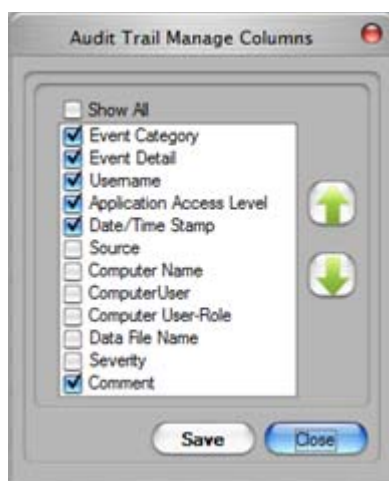 Audit Trail Manage Columns
Show All
Event Category
Event Detail
Username
Application Access Level
Date/Time Stamp
Source
Computer Name
ComputerUser
Computer User-Role
Data File Name
Severity
Comment
Save
Close